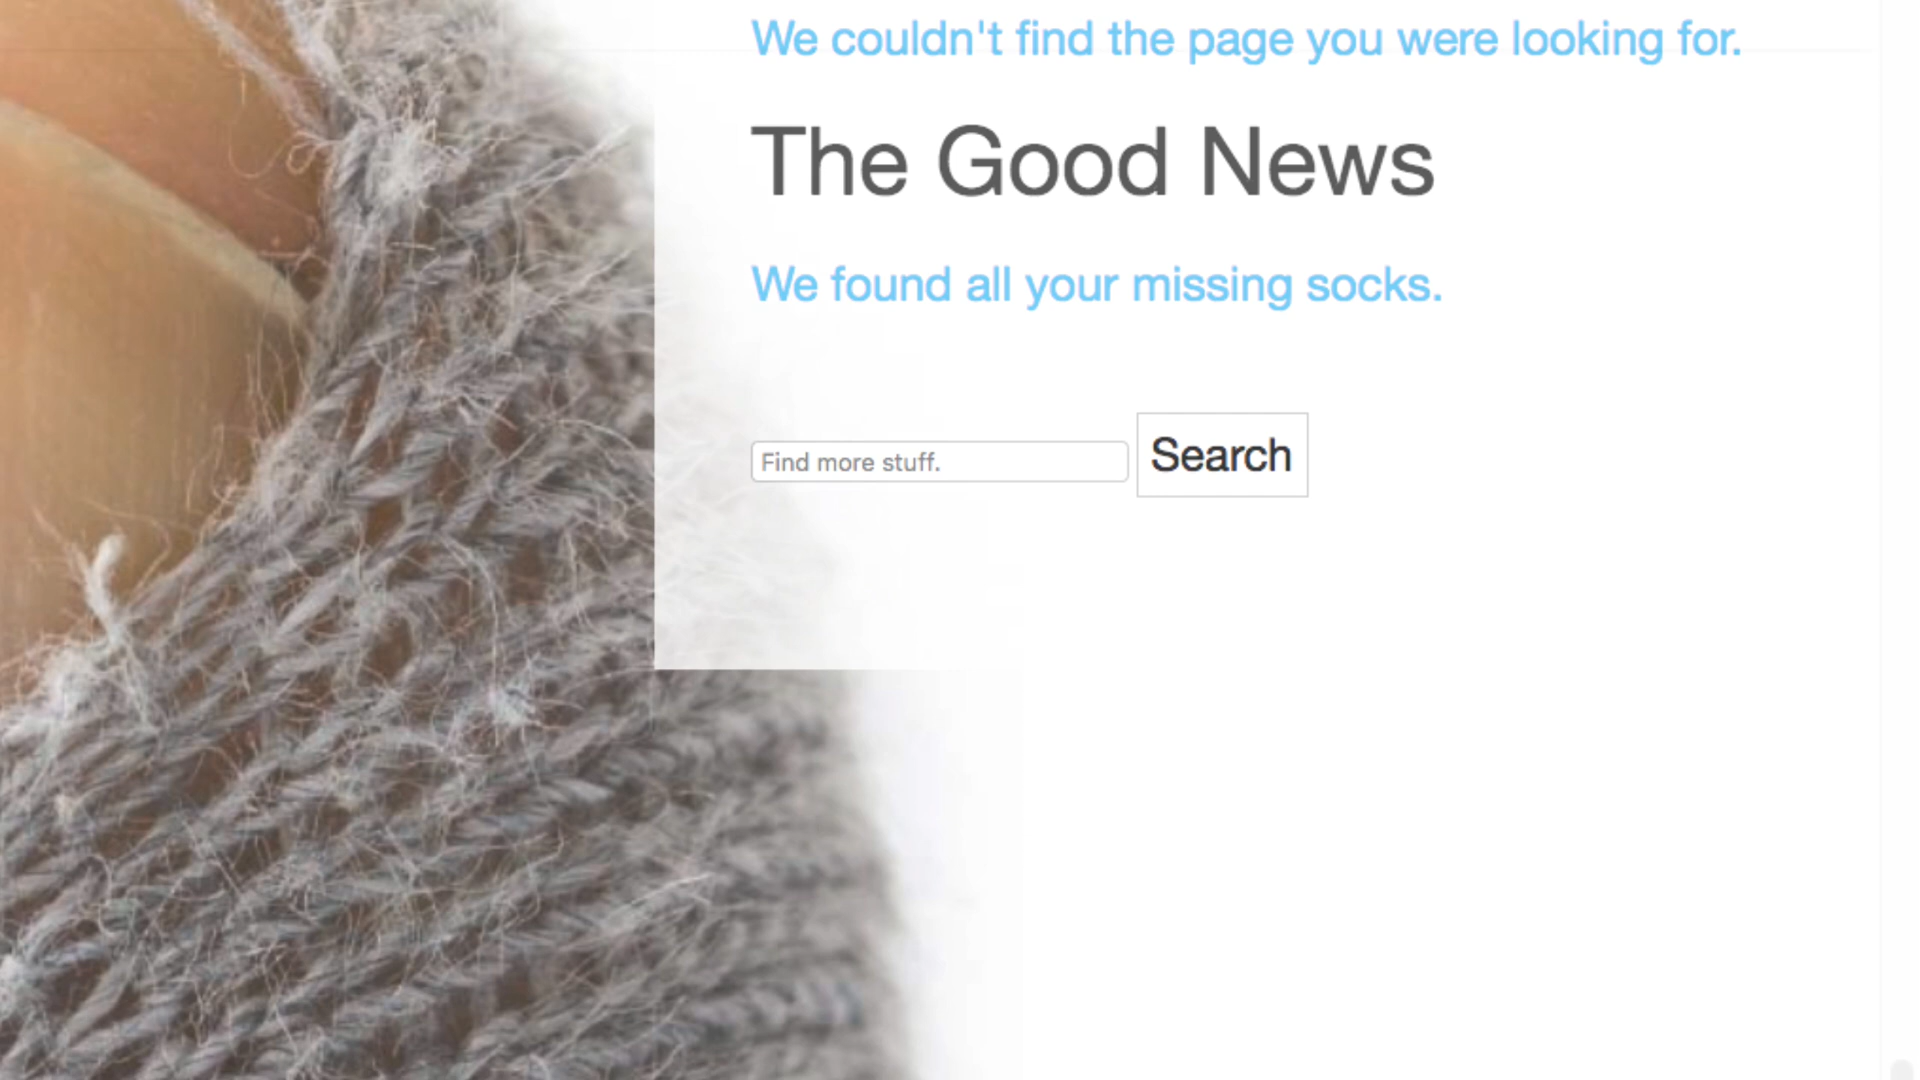 We couldn't find the page you were looking for.
The Good News
We found all your missing socks.
Find more stuff.
Search